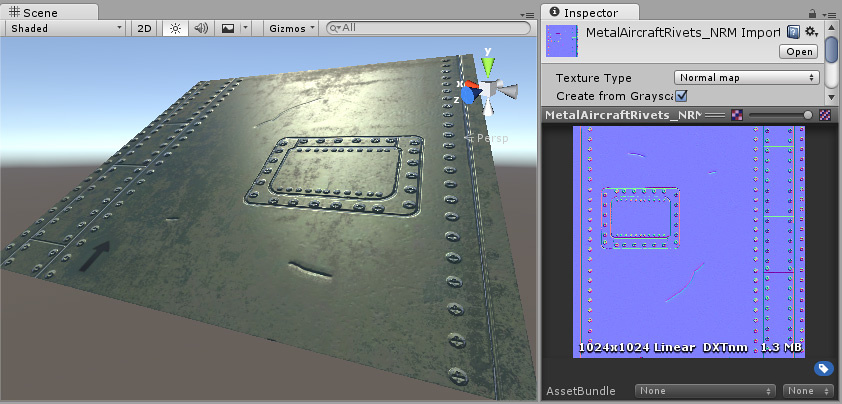 Scene
Shaded
2D
Gizmos
All
y
x
z
Persp
Inspector
MetalAircraftRivets_NRM Import
Open
Texture Type
Normal map
Create from Graysca
MetalAircraftRivets_NRM
1024x1024 Linear DXTnm 1.3 MB
AssetBundle
None
None